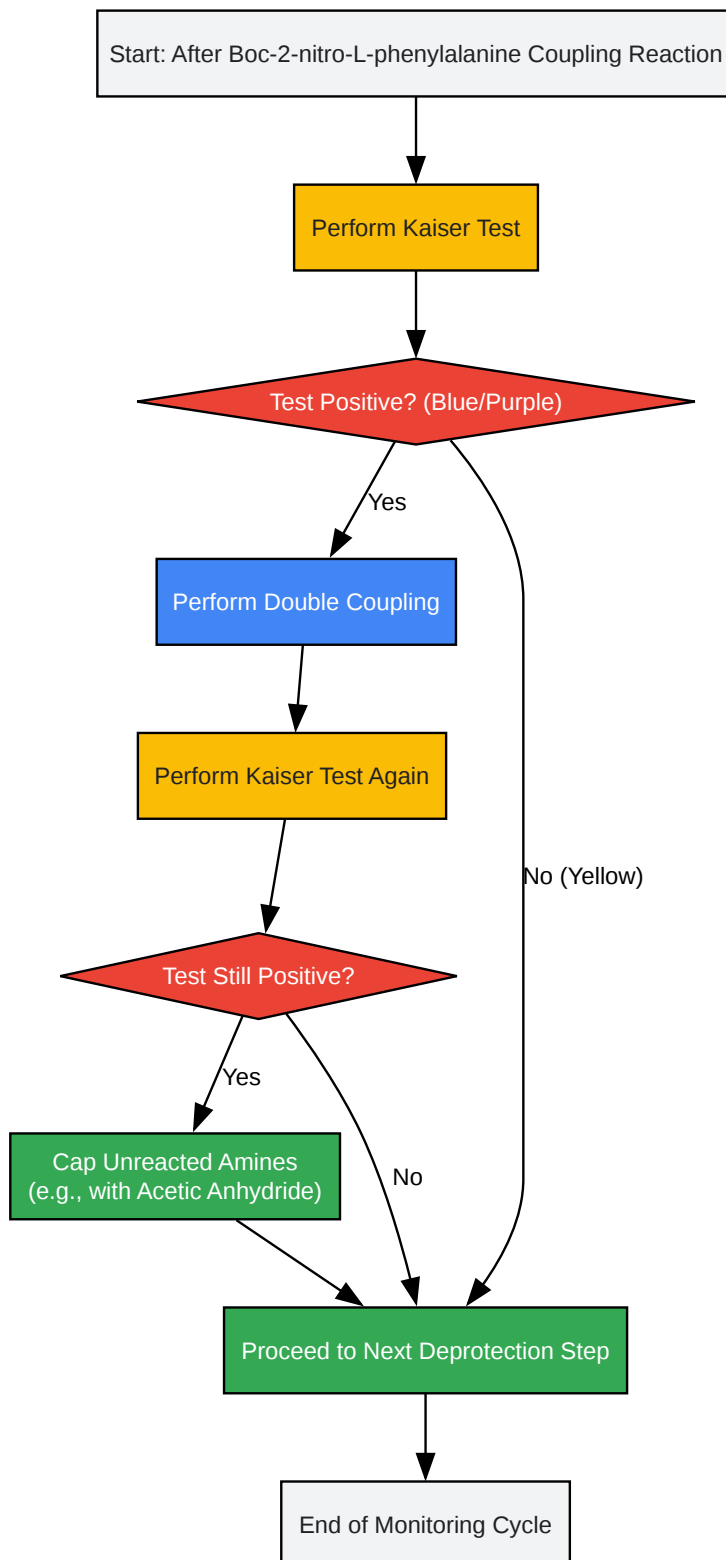 Start: After Boc-2-nitro-L-phenylalanine Coupling Reaction
Perform Kaiser Test
Test Positive? (Blue/Purple)
Yes
Perform Double Coupling
Perform Kaiser Test Again
No (Yellow)
Test Still Positive?
Yes
Cap Unreacted Amines
(e.g., with Acetic Anhydride)
No
Proceed to Next Deprotection Step
End of Monitoring Cycle